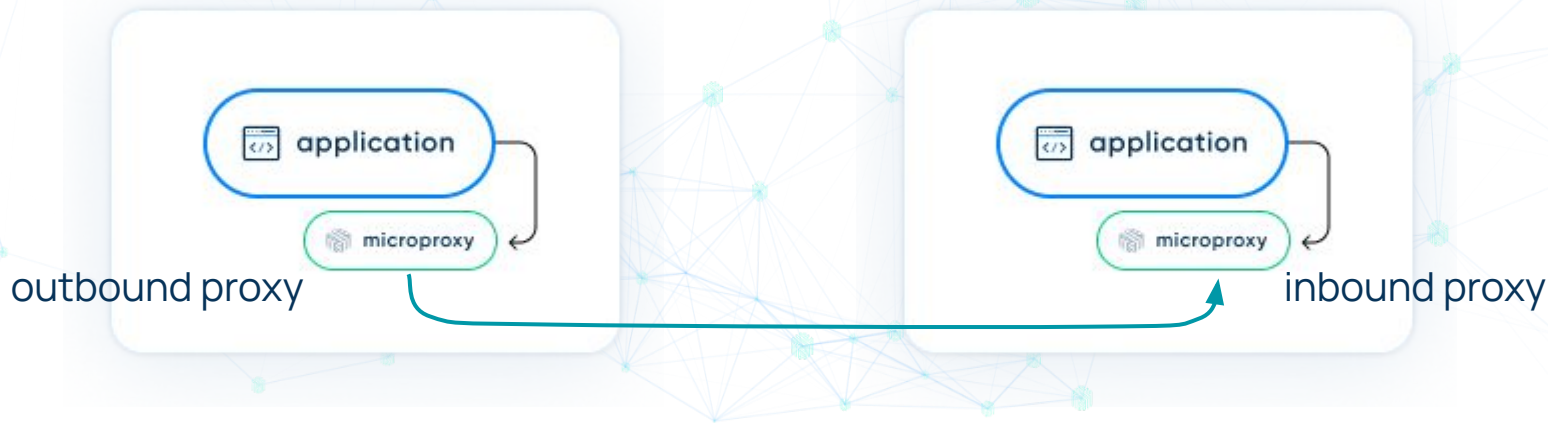 application
microproxy
outbound proxy
application
microproxy
inbound proxy